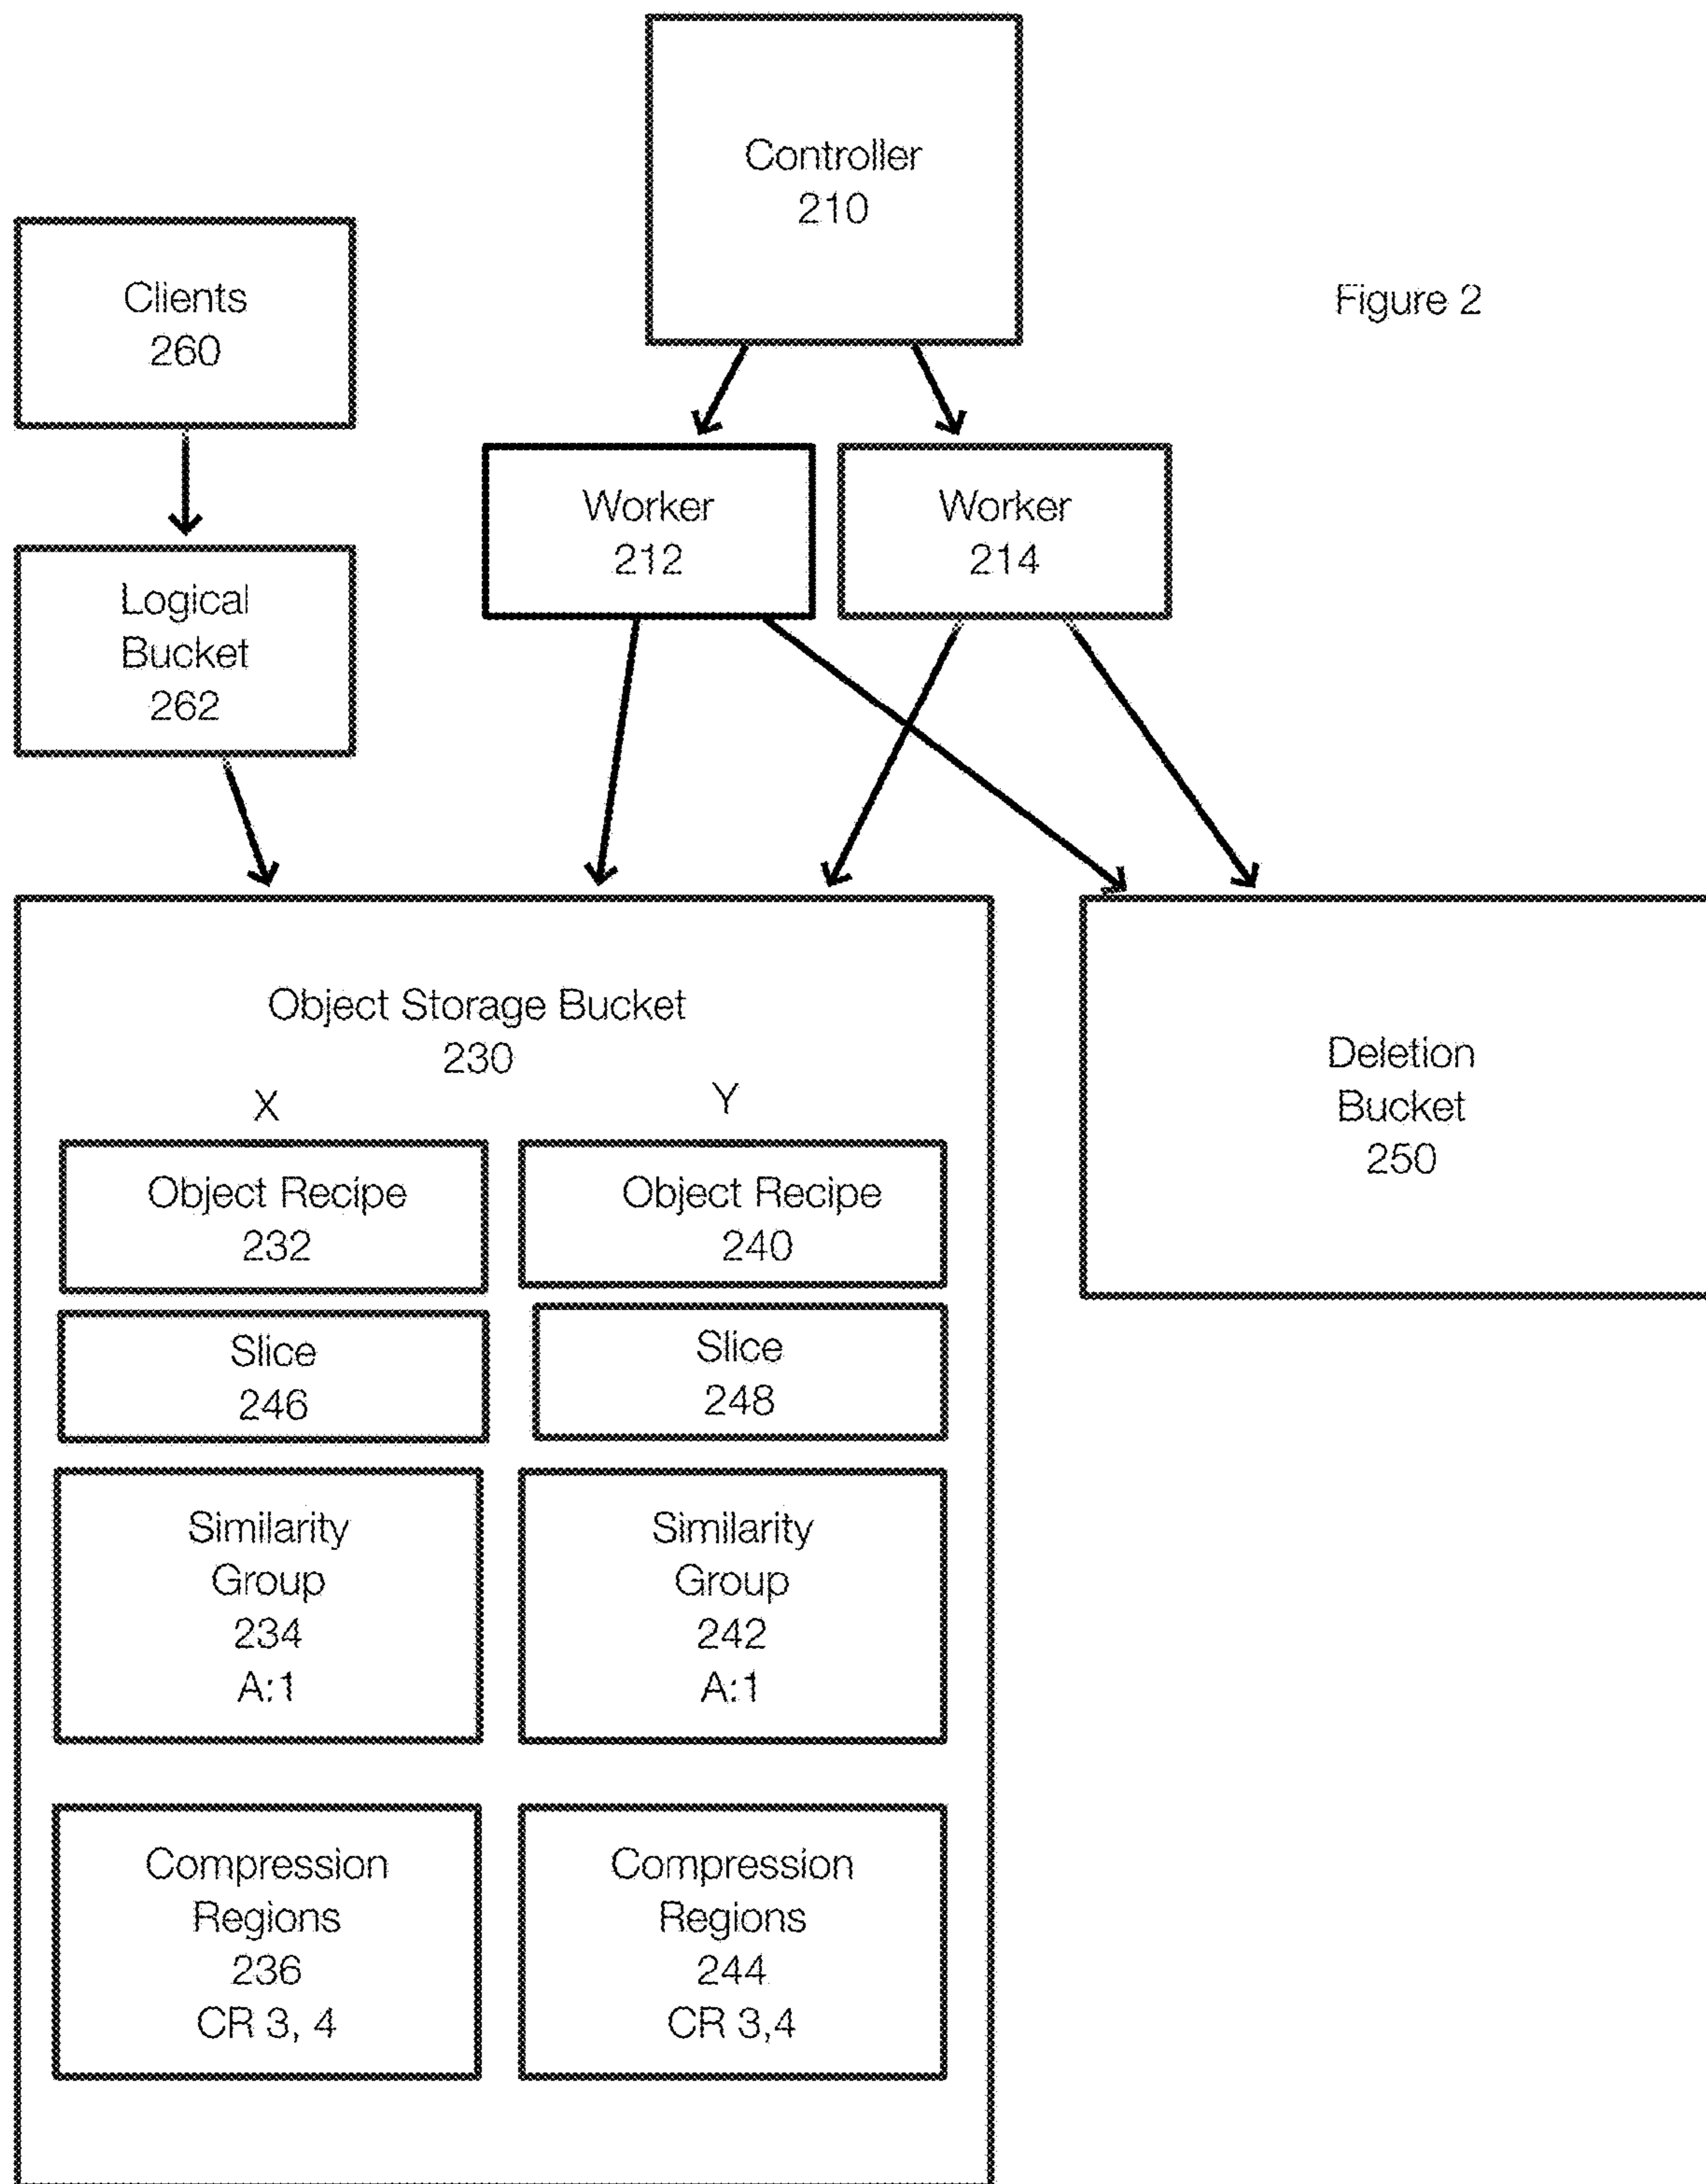 Controller
210
Clients
260
Figure 2
Worker
212
Worker
214
Logical
Bucket
262
Object Storage Bucket
230
X
Y
Deletion
Bucket
250
Object Recipe
232
Object Recipe
240
Slice
246
Slice
248
Similarity
Group
234
A:1
Similarity
Group
242
A:1
Compression
Regions
236
CR 3, 4
Compression
Regions
244
CR 3,4